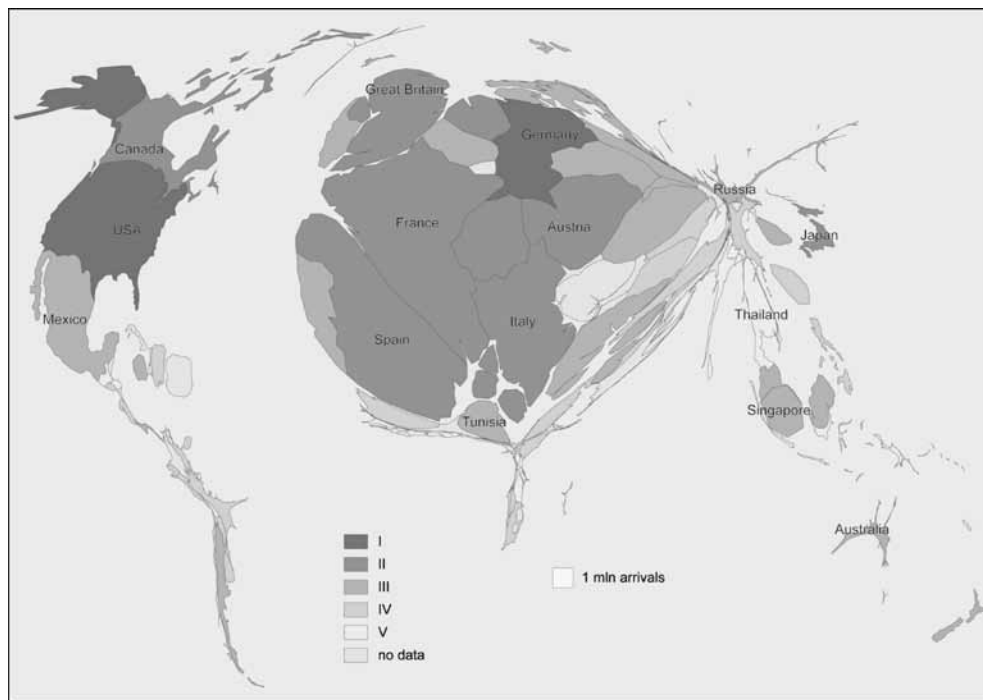 Great Britain
Germany
Canada
Russia
USA
France
Austria
Japan
Mexico
Thailand
Spain
Italy
Tunisia
Singapore
Australia
I
II
III
IV
V
no data
1 mln arrivals